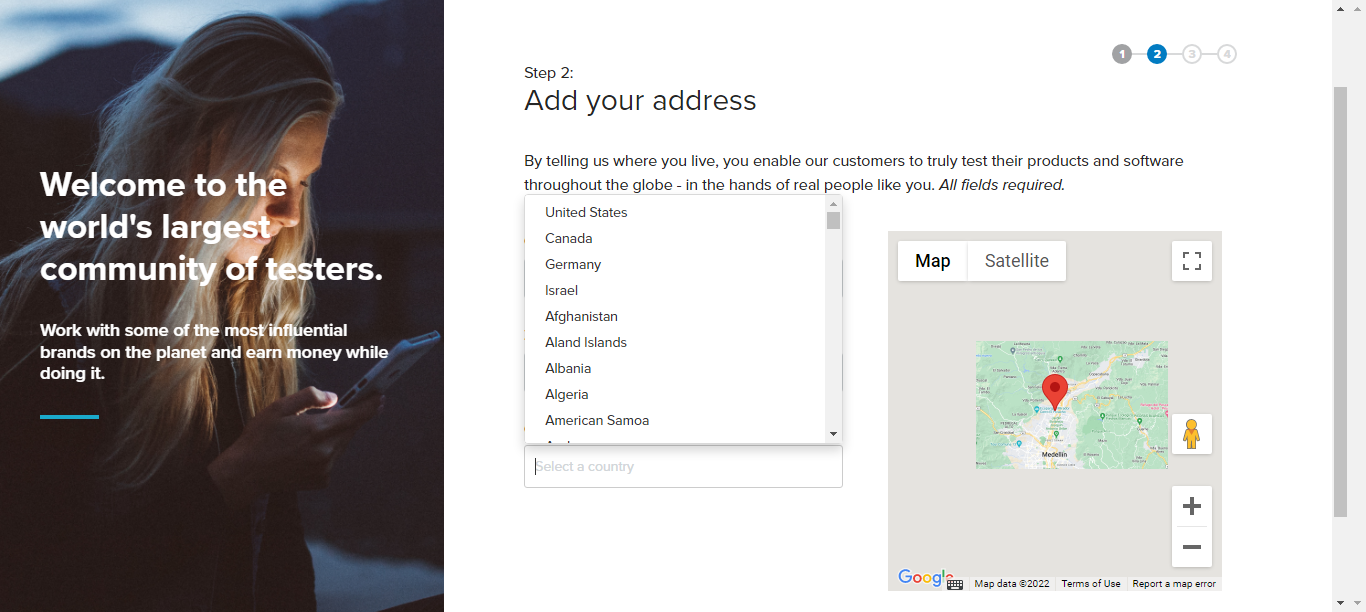 Welcome to the
world's largest
community of testers.
Work with some of the most influential
brands on the planet and earn money while
doing it.
1 2 3 4
Step 2:
Add your address
By telling us where you live, you enable our customers to truly test their products and software
throughout the globe - in the hands of real people like you. All fields required.
United States
Canada
Germany
Israel
Afghanistan
Aland Islands
Albania
Algeria
American Samoa
Select a country
Map
Satellite
Medellín
Google
Map data ©2022
Terms of Use
Report a map error